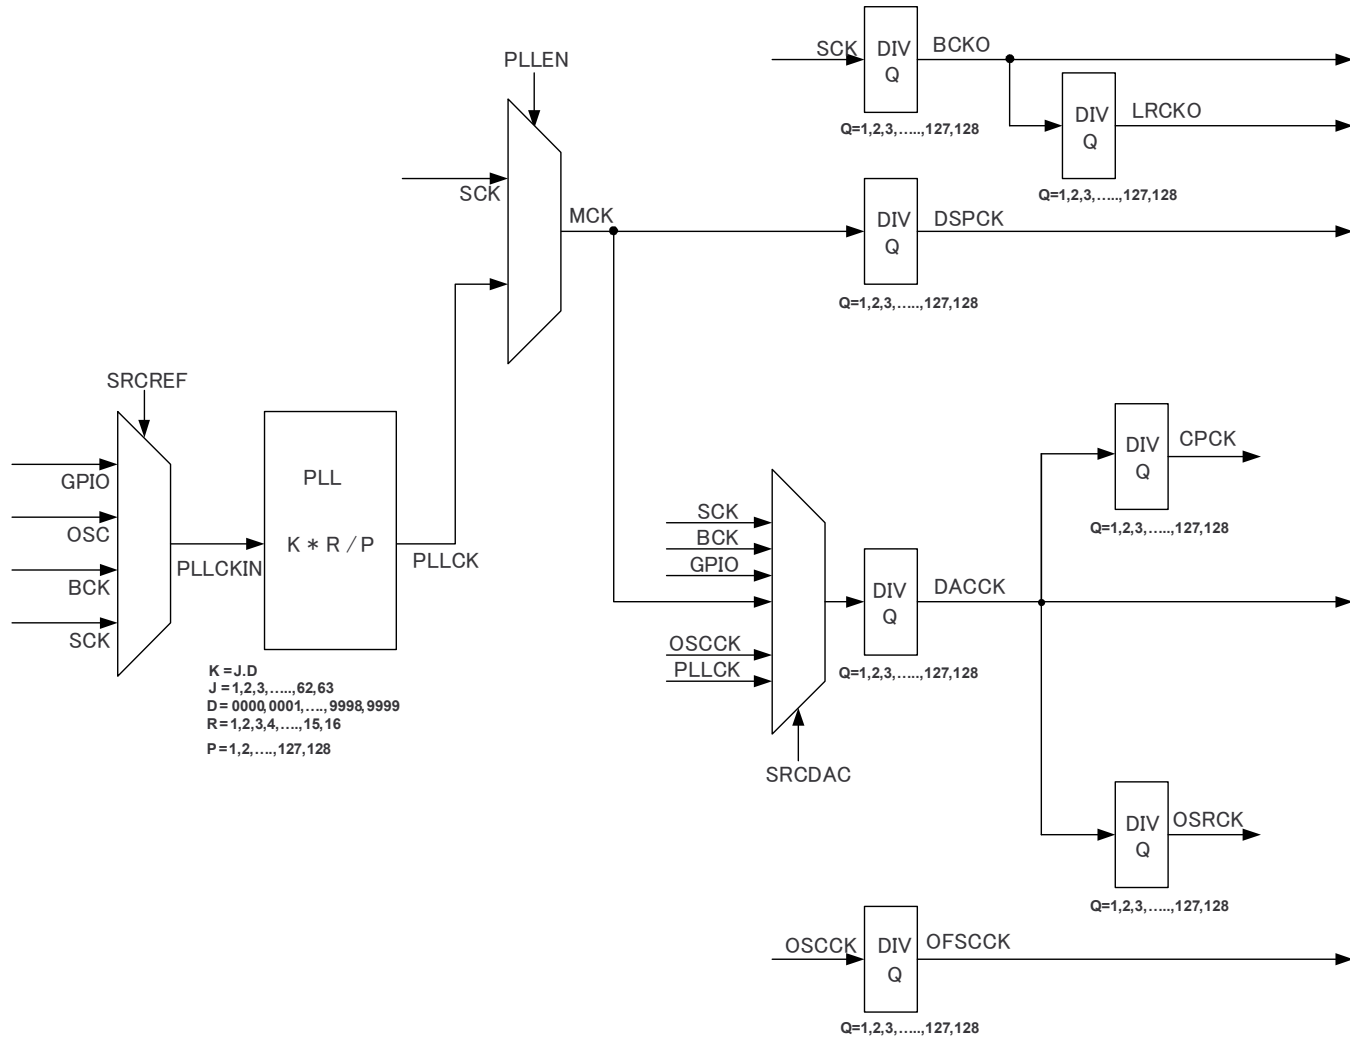 SCK
DIV
Q
BCKO
Q=1,2,3,…..,127,128
DIV
Q
LRCKO
Q=1,2,3,…..,127,128
PLLEN
SCK
MCK
DIV
Q
DSPCK
Q=1,2,3,…..,127,128
SRCREF
GPIO
OSC
BCK
SCK
PLLCKIN
PLL
K * R / P
PLLCK
K = J.D
J = 1,2,3,…..,62,63
D = 0000,0001,….,9998,9999
R = 1,2,3,4,….,15,16
P = 1,2,….,127,128
SCK
BCK
GPIO
OSCCK
PLLCK
SRCDAC
DIV
Q
DACCK
Q=1,2,3,…..,127,128
DIV
Q
CPCK
Q=1,2,3,…..,127,128
DIV
Q
OSRCK
Q=1,2,3,…..,127,128
OSCCK
DIV
Q
OFSCCK
Q=1,2,3,…..,127,128